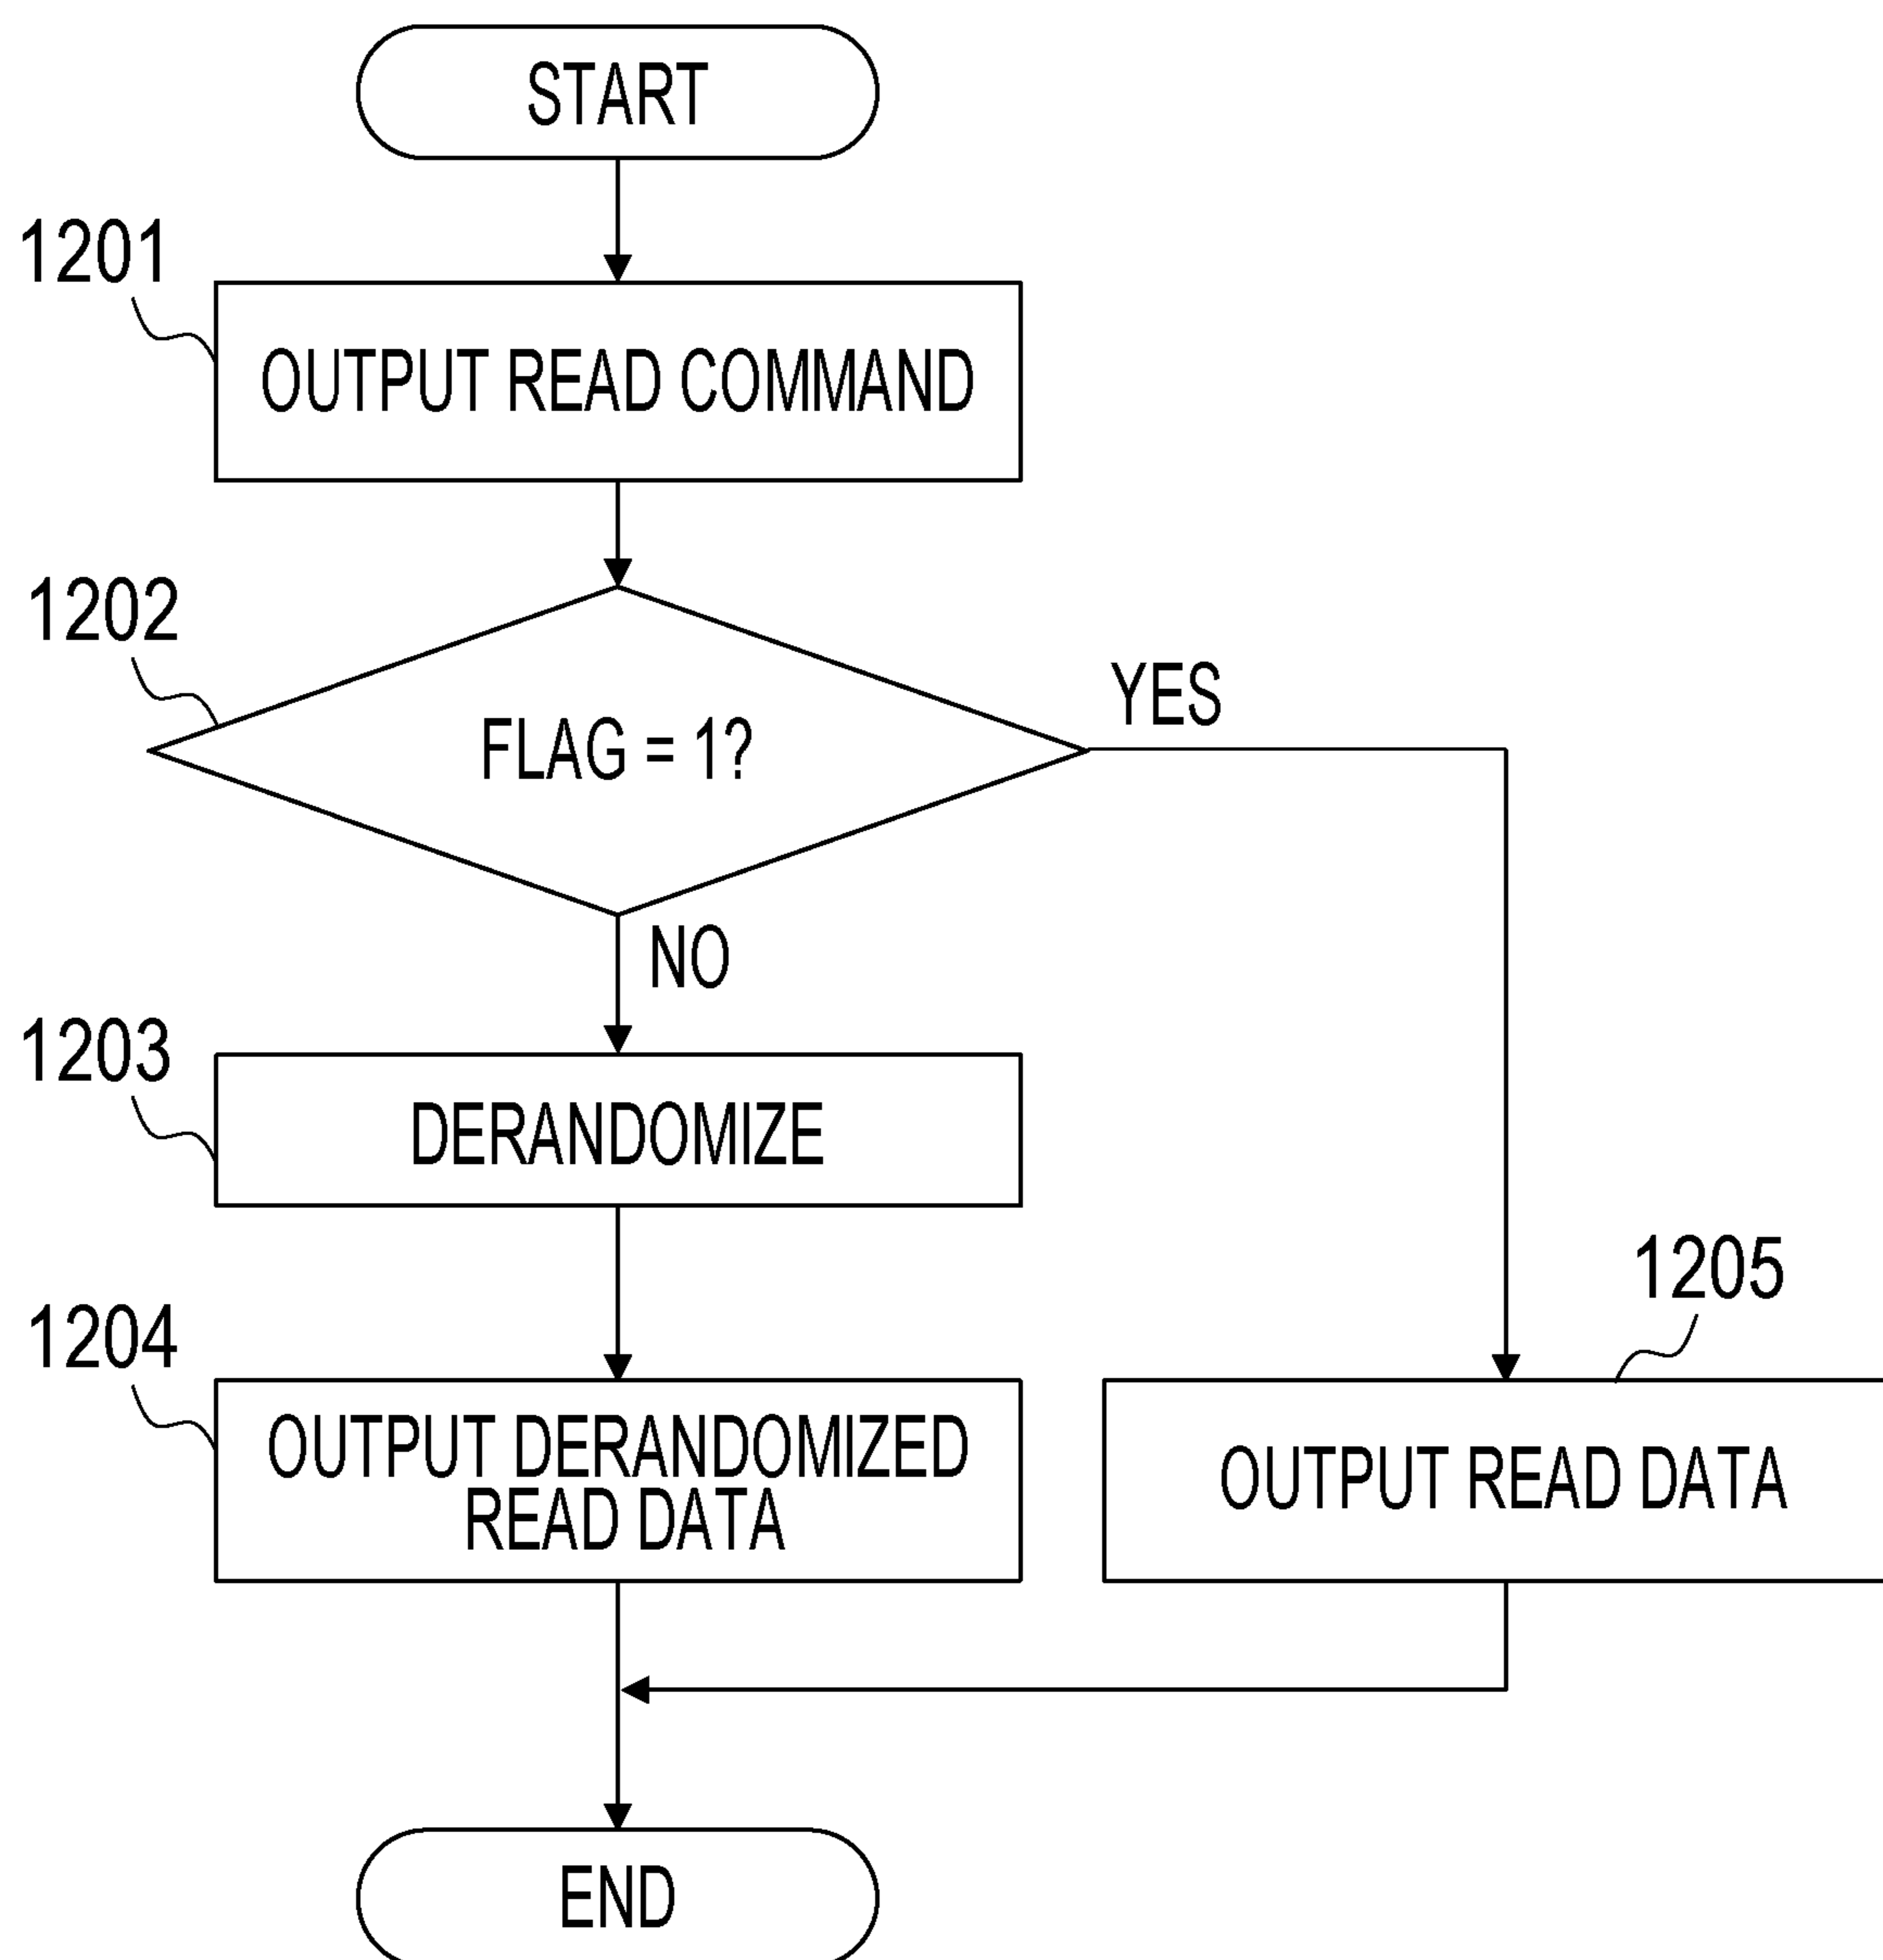 START
1201
OUTPUT READ COMMAND
1202
FLAG = 1?
YES
NO
1203
DERANDOMIZE
1204
OUTPUT DERANDOMIZED
READ DATA
1205
OUTPUT READ DATA
END